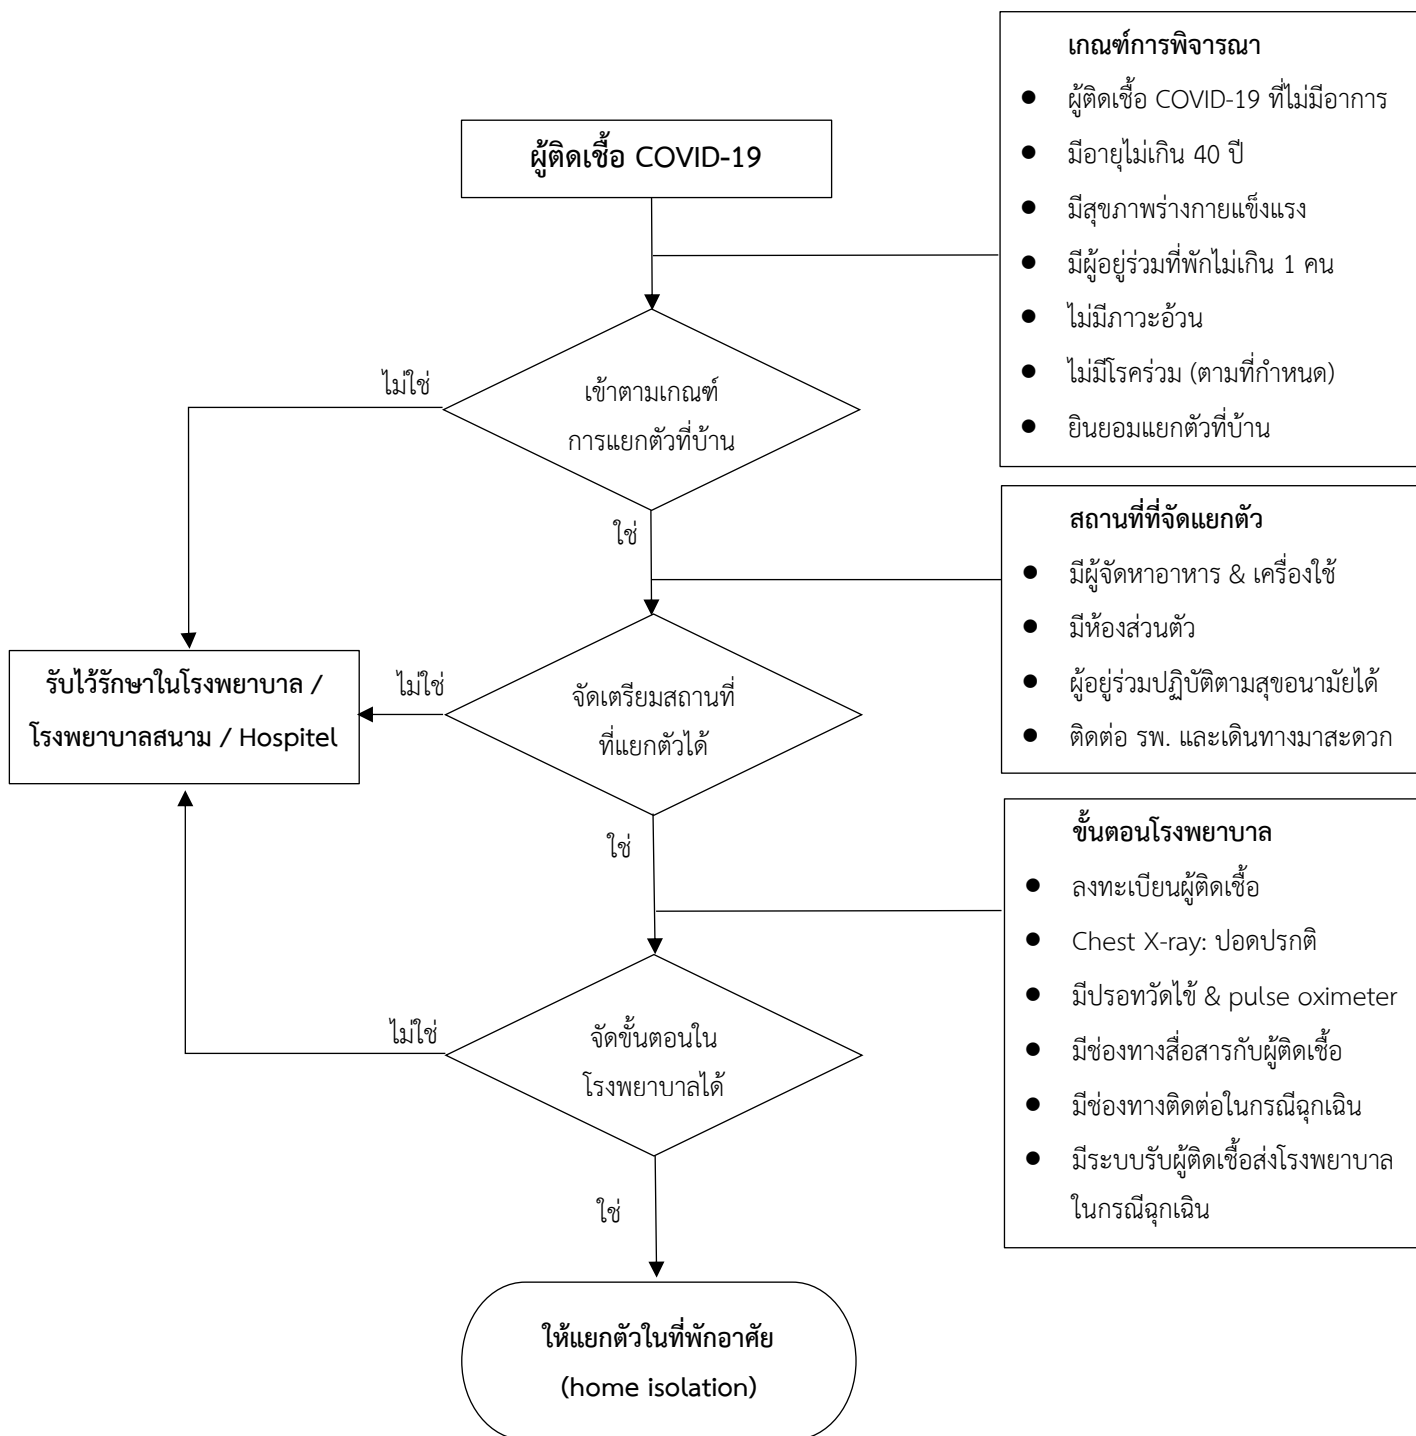 เกณฑ์การพิจารณา
● ผู้ติดเชื้อ COVID-19 ที่ไม่มีอาการ
● มีอายุไม่เกิน 40 ปี
● มีสุขภาพร่างกายแข็งแรง
● มีผู้อยู่ร่วมที่พักไม่เกิน 1 คน
● ไม่มีภาวะอ้วน
● ไม่มีโรคร่วม (ตามที่กำหนด)
● ยินยอมแยกตัวที่บ้าน
ผู้ติดเชื้อ COVID-19
ไม่ใช่
เข้าตามเกณฑ์
การแยกตัวที่บ้าน
ใช่
สถานที่ที่จัดแยกตัว
● มีผู้จัดหาอาหาร & เครื่องใช้
● มีห้องส่วนตัว
● ผู้อยู่ร่วมปฏิบัติตามสุขอนามัยได้
● ติดต่อ รพ. และเดินทางมาสะดวก
รับไว้รักษาในโรงพยาบาล /
โรงพยาบาลสนาม / Hospitel
ไม่ใช่
จัดเตรียมสถานที่
ที่แยกตัวได้
ใช่
ขั้นตอนโรงพยาบาล
● ลงทะเบียนผู้ติดเชื้อ
● Chest X-ray: ปอดปรกติ
● มีปรอทวัดไข้ & pulse oximeter
● มีช่องทางสื่อสารกับผู้ติดเชื้อ
● มีช่องทางติดต่อในกรณีฉุกเฉิน
● มีระบบรับผู้ติดเชื้อส่งโรงพยาบาล
ในกรณีฉุกเฉิน
ไม่ใช่
จัดขั้นตอนใน
โรงพยาบาลได้
ใช่
ให้แยกตัวในที่พักอาศัย
(home isolation)